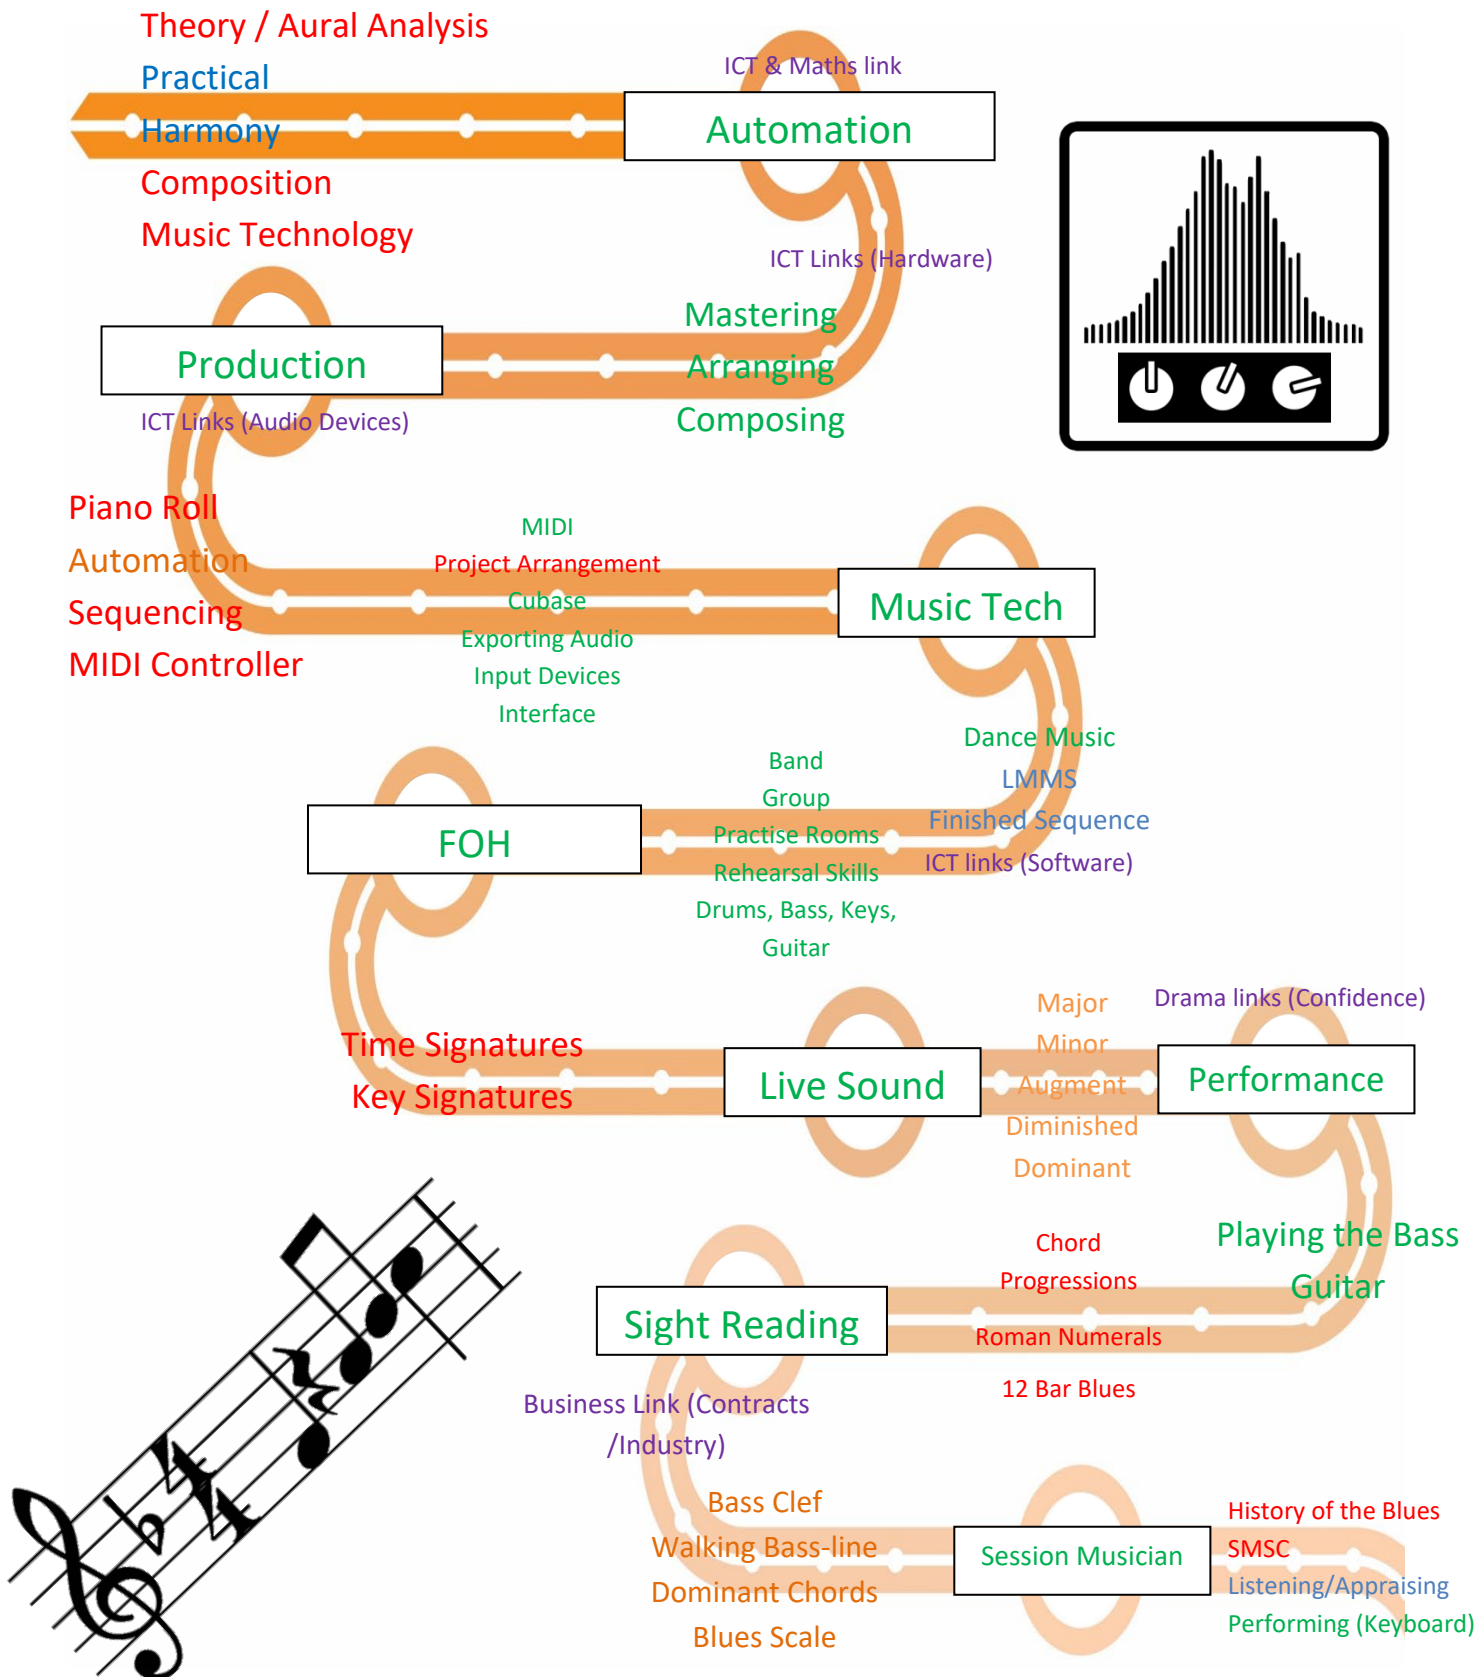 Theory / Aural Analysis
Practical
Harmony
Composition
Music Technology
ICT & Maths link
Automation
ICT Links (Hardware)
Mastering
Arranging
Composing
Production
ICT Links (Audio Devices)
Piano Roll
Automation
Sequencing
MIDI Controller
MIDI
Project Arrangement
Cubase
Exporting Audio
Input Devices
Interface
Music Tech
Dance Music
LMMS
Finished Sequence
ICT links (Software)
Band
Group
Practise Rooms
Rehearsal Skills
Drums, Bass, Keys,
Guitar
FOH
Time Signatures
Key Signatures
Live Sound
Major
Minor
Augment
Diminished
Dominant
Drama links (Confidence)
Performance
Playing the Bass
Guitar
Chord
Progressions
Roman Numerals
12 Bar Blues
Sight Reading
Business Link (Contracts
/Industry)
Bass Clef
Walking Bass-line
Dominant Chords
Blues Scale
Session Musician
History of the Blues
SMSC
Listening/Appraising
Performing (Keyboard)
4
4